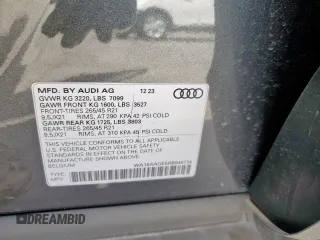 MFD. BY AUDI AG 12 23
GVWR KG 3220, LBS 7099
GAWR FRONT KG 1600, LBS 3527
FRONT-TIRES 265/45 R21
9,5JX21 RIMS, AT 290 KPA/42 PSI COLD
GAWR REAR KG 1725, LBS 3803
REAR-TIRES 265/45 R21
9,5JX21 RIMS, AT 310 KPA/45 PSI COLD
THIS VEHICLE CONFORMS TO ALL APPLICABLE
FEDERAL MOTOR VEHICLE SAFETY STANDARDS IN
EFFECT ON THE DATE OF MANUFACTURE SHOWN ABOVE.
BELGIUM